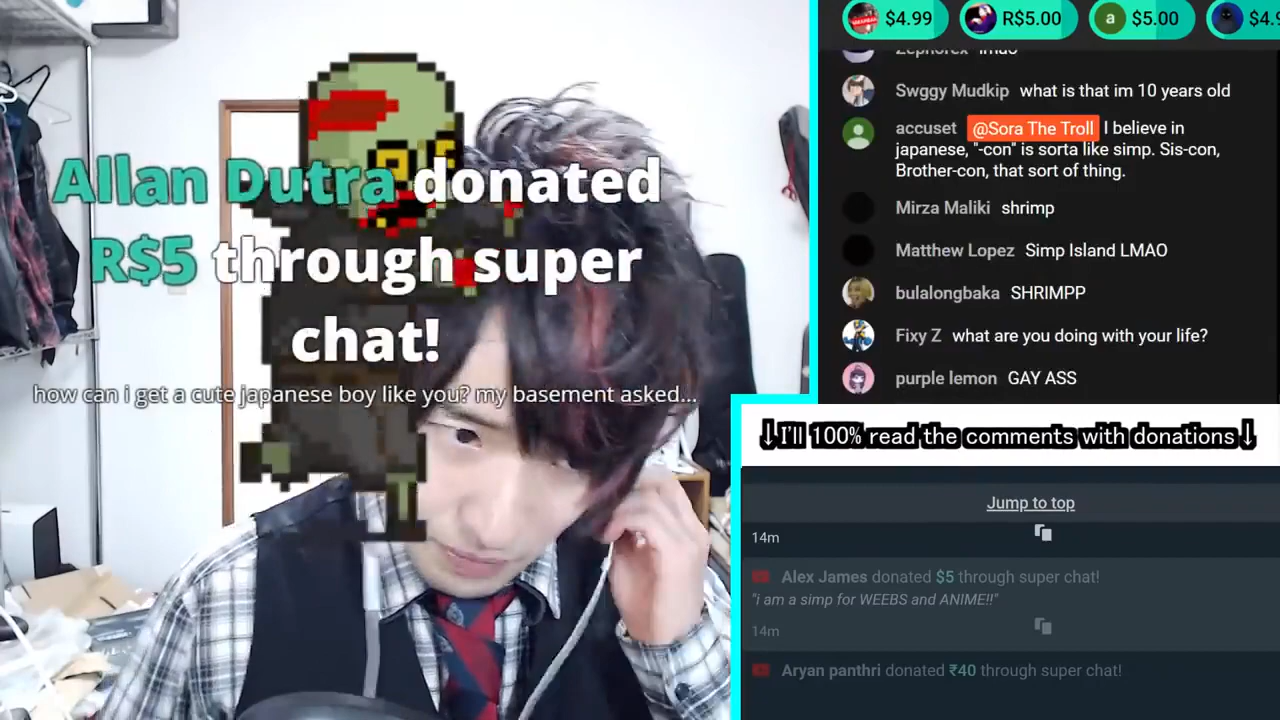 Allan Dutra donated
R$5 through super
chat!
how can i get a cute japanese boy like you? my basement asked...
$4.99
R$5.00
a
$5.00
Zephorex lmao
Swggy Mudkip what is that im 10 years old
accuset @Sora The Troll I believe in
japanese, "-con" is sorta like simp. Sis-con,
Brother-con, that sort of thing.
Mirza Maliki shrimp
Matthew Lopez Simp Island LMAO
bulalongbaka SHRIMPP
Fixy Z what are you doing with your life?
purple lemon GAY ASS
↓I'll 100% read the comments with donations↓
Jump to top
14m
Alex James donated $5 through super chat!
"i am a simp for WEEBS and ANIME!!"
14m
Aryan panthri donated ₹40 through super chat!